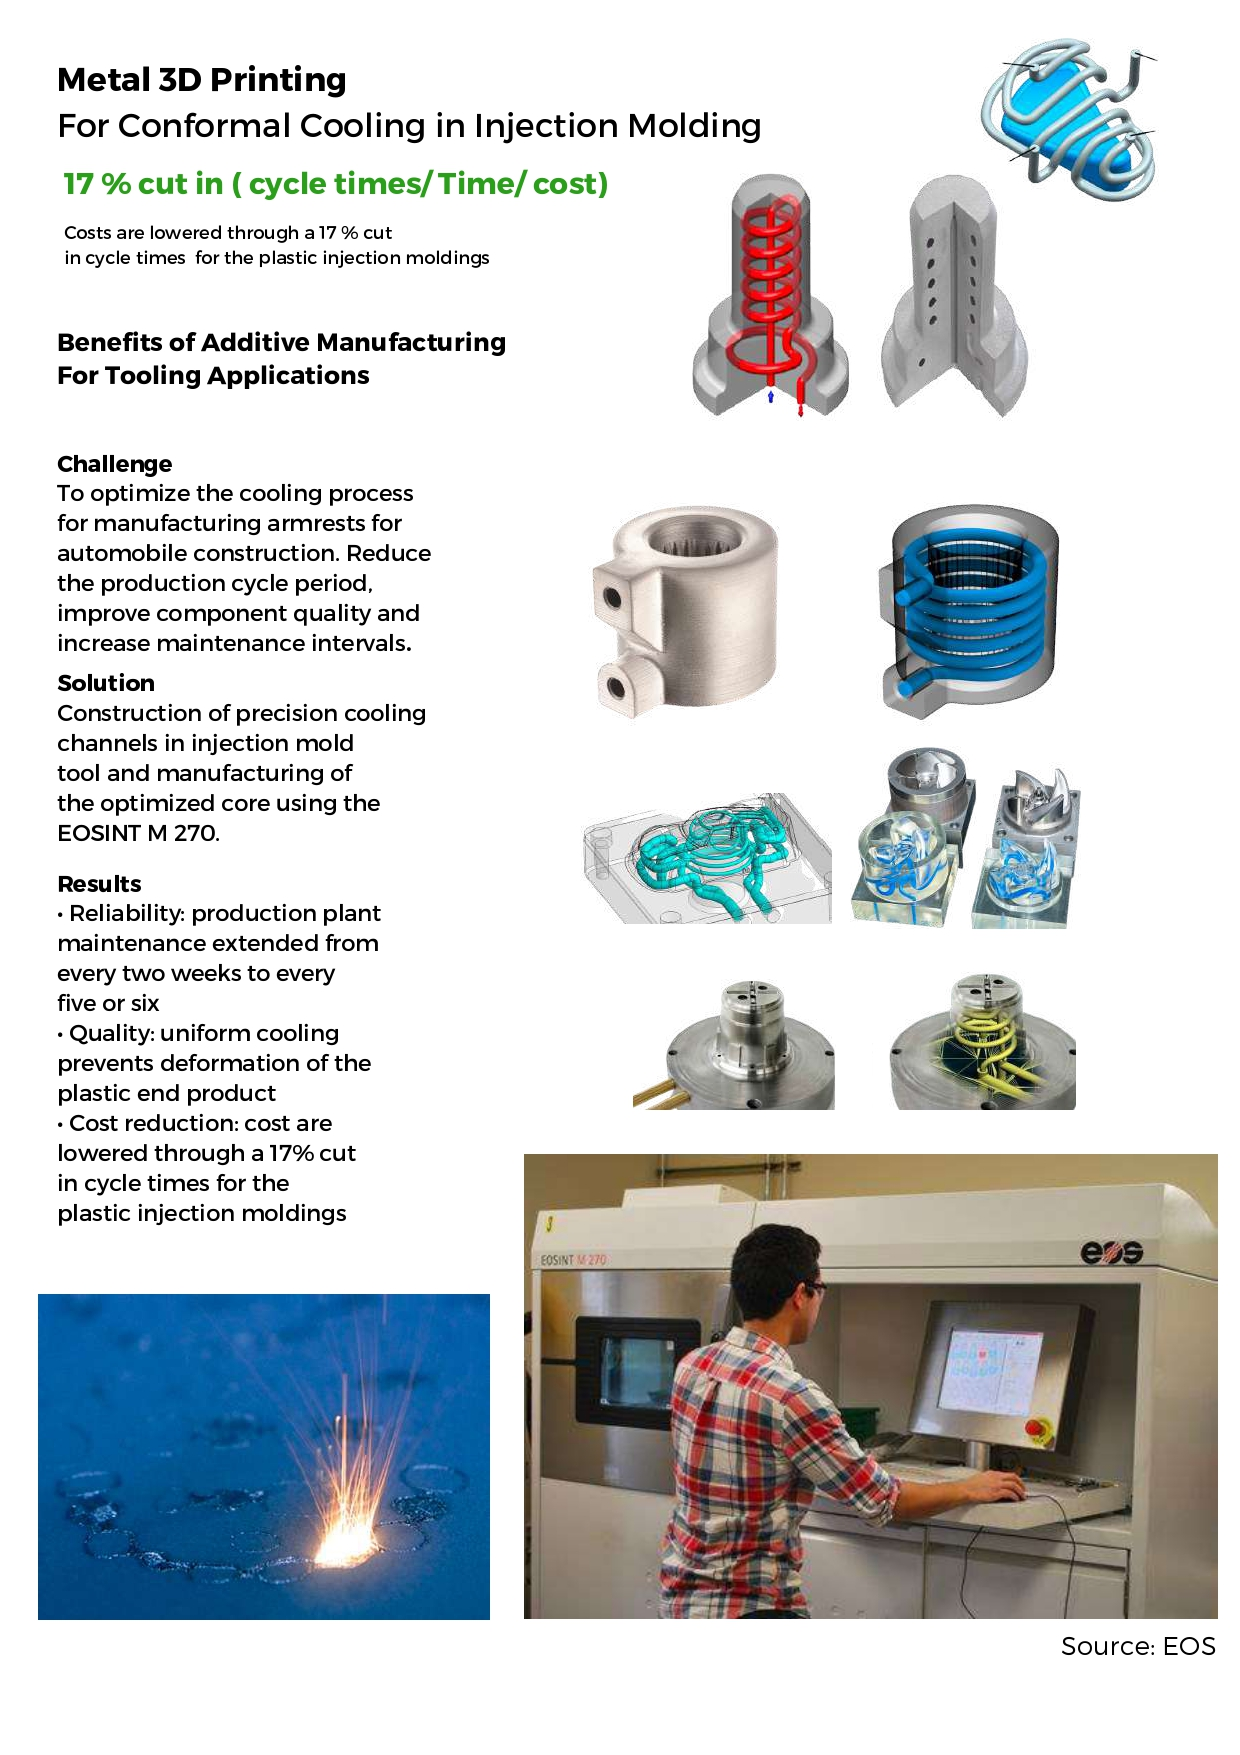 Metal 3D Printing
For Conformal Cooling in Injection Molding
17 % cut in ( cycle times/ Time/ cost)
Costs are lowered through a 17 % cut
in cycle times  for the plastic injection moldings
Benefits of Additive Manufacturing
For Tooling Applications
Challenge
To optimize the cooling process
for manufacturing armrests for
automobile construction. Reduce
the production cycle period,
improve component quality and
increase maintenance intervals.
Solution
Construction of precision cooling
channels in injection mold
tool and manufacturing of
the optimized core using the
EOSINT M 270.
Results
• Reliability: production plant
maintenance extended from
every two weeks to every
five or six
• Quality: uniform cooling
prevents deformation of the
plastic end product
• Cost reduction: cost are
lowered through a 17% cut
in cycle times for the
plastic injection moldings
EOSINT M 270
eos
Source: EOS